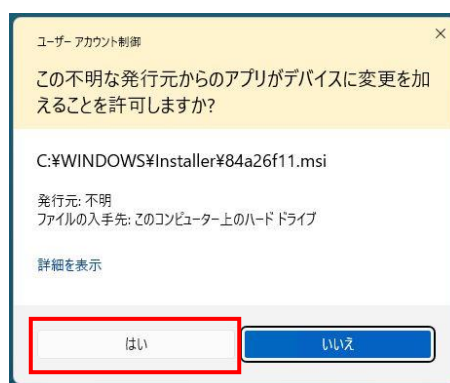 ユーザー アカウント制御
この不明な発行元からのアプリがデバイスに変更を加
えることを許可しますか?
C:¥WINDOWS¥Installer¥84a26f11.msi
発行元: 不明
ファイルの入手先: このコンピューター上のハード ドライブ
詳細を表示
はい
いいえ